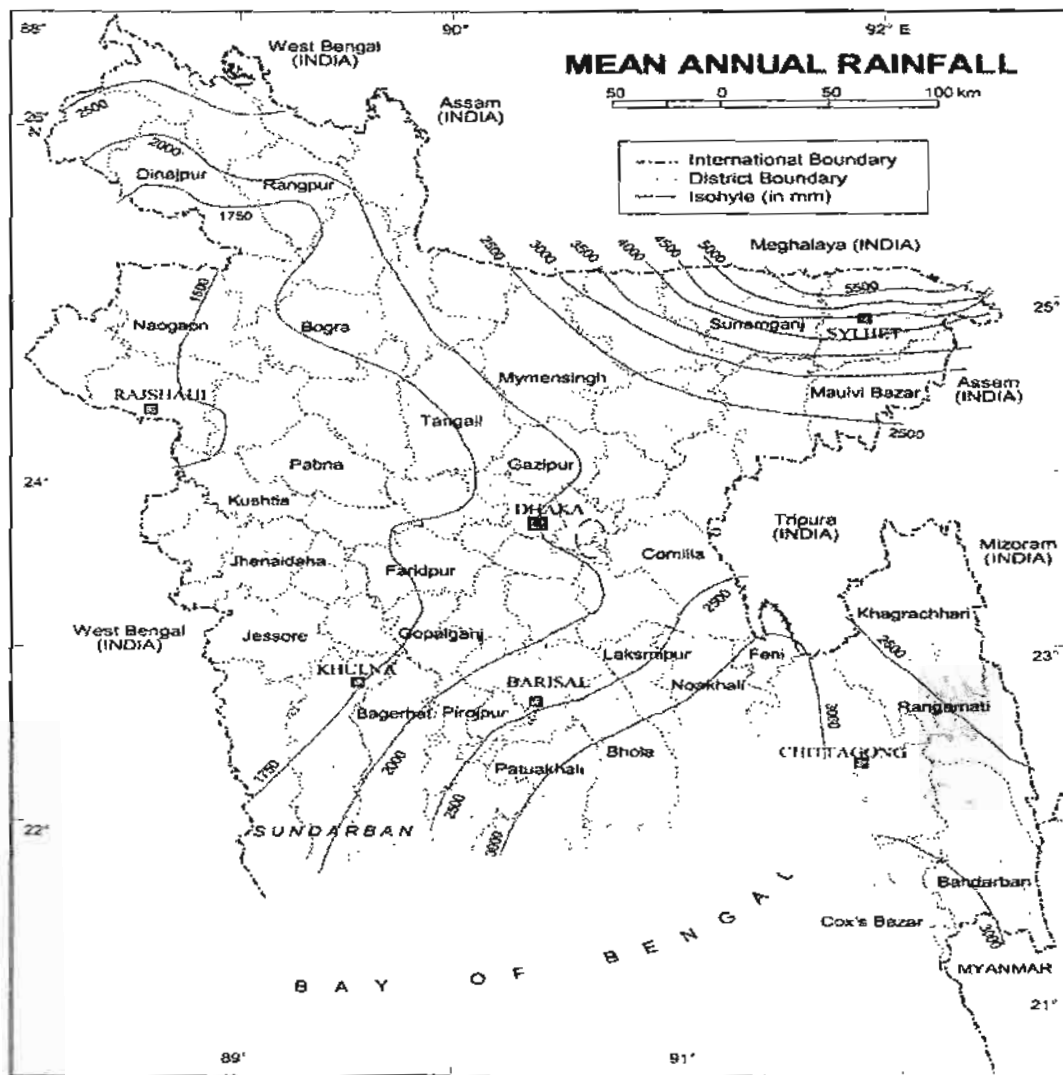 88°
90°
92° E
West Bengal
(INDIA)
MEAN ANNUAL RAINFALL
50 0 50 100 km
Assam
(INDIA)
International Boundary
District Boundary
Isohyte (in mm)
2500
26°
2000
Dinajpur
Rangpur
1750
Meghalaya (INDIA)
2500
3000
3500
4000
4500
5000
5500
1500
25°
Naogaon
Bogra
Sunamganj
SYLHET
Mymensingh
RAJSHAHI
Maulvi Bazar
Assam
(INDIA)
Tangail
2500
24°
Pabna
Gazipur
Kushtia
DHAKA
Tripura
(INDIA)
Mizoram
(INDIA)
Comilla
Jhenaidaha
Faridpur
2500
Khagrachhari
West Bengal
(INDIA)
Jessore
Gopalganj
Laksmipur
Feni
2500
23°
KHULNA
BARISAL
Noakhali
3000
Rangamati
Bagerhat
Pirojpur
Bhola
CHITTAGONG
1750
2000
Patuakhali
2500
3000
22°
SUNDARBAN
Bandarban
Cox's Bazar
3000
MYANMAR
BAY OF BENGAL
21°
89°
91°